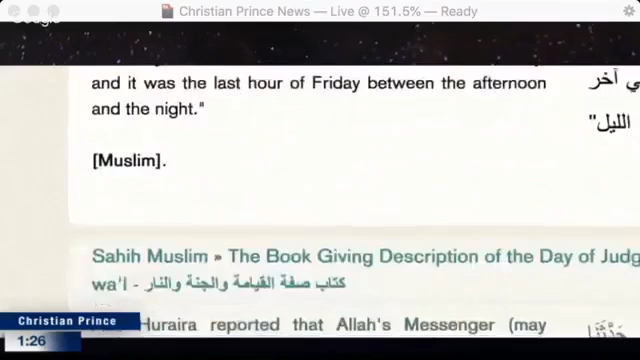 Christian Prince News — Live @ 151.5% — Ready
and it was the last hour of Friday between the afternoon
and the night."
ي آخر
الليل"
[Muslim].
Sahih Muslim » The Book Giving Description of the Day of Judg
wa'l - كتاب صفة القيامة والجنة والنار
Huraira reported that Allah's Messenger (may
Christian Prince
1:26